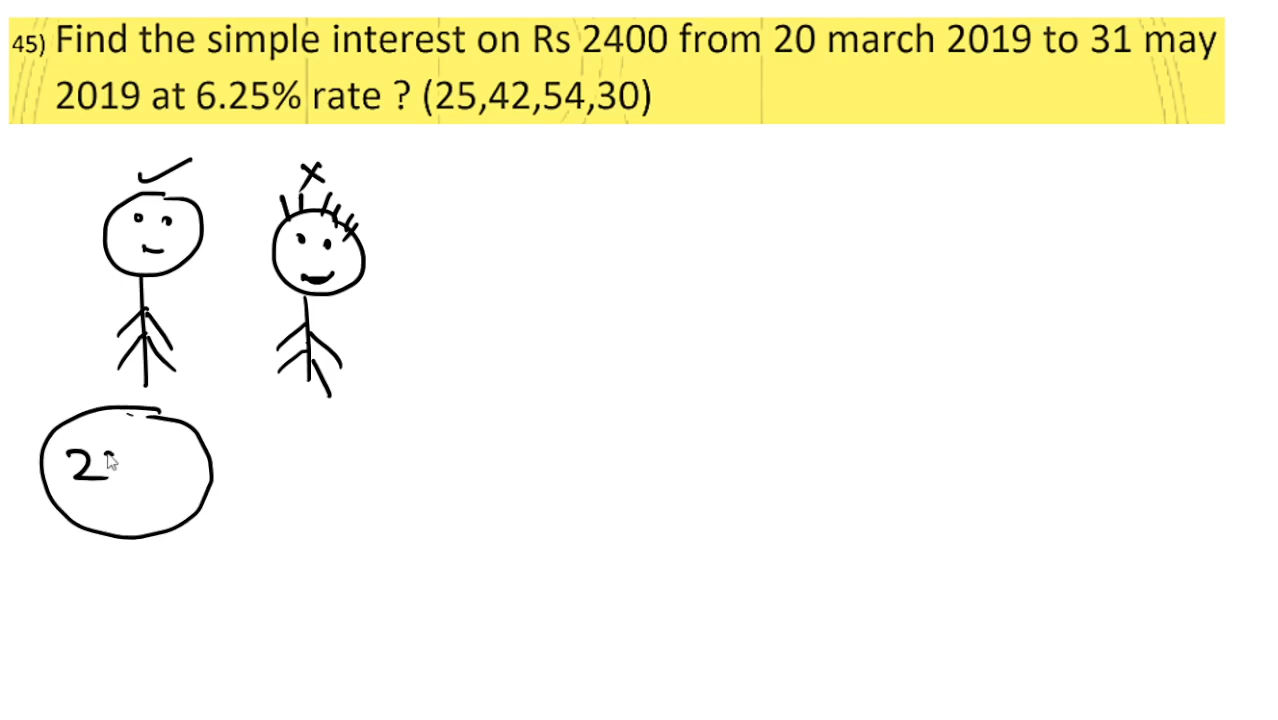 45) Find the simple interest on Rs 2400 from 20 march 2019 to 31 may
2019 at 6.25% rate ? (25,42,54,30)
2